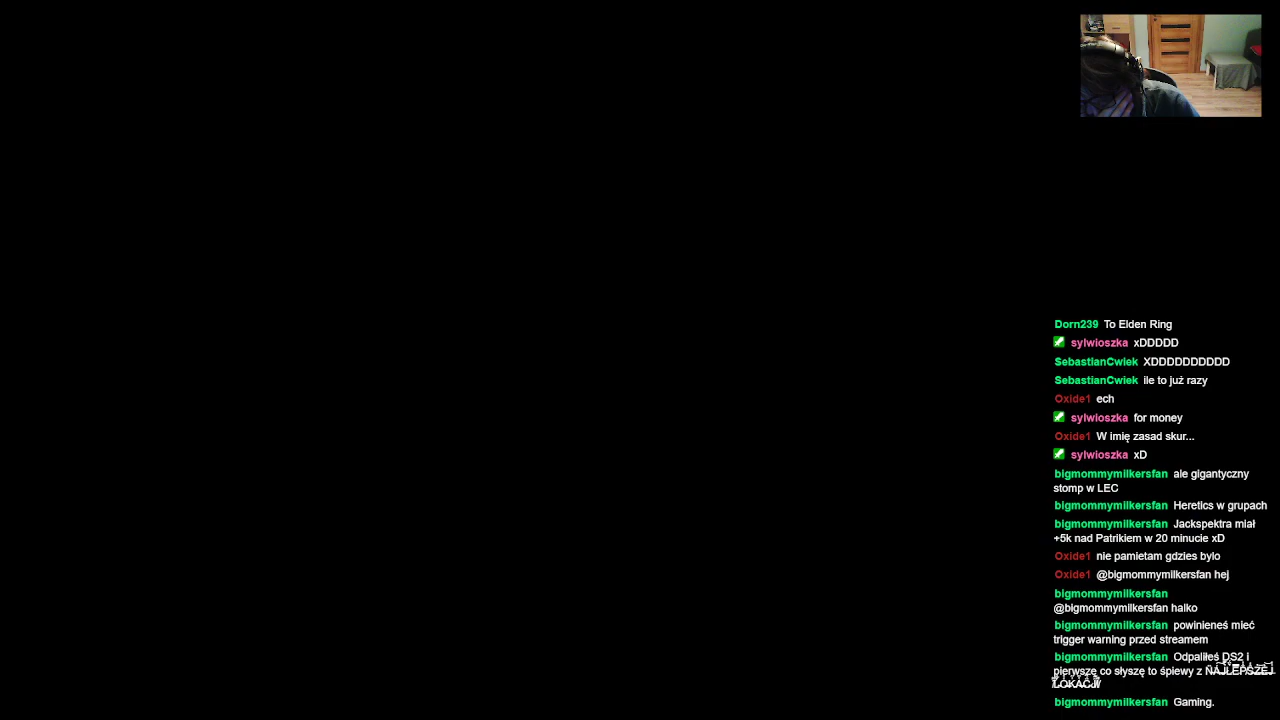 Dorn239 To Elden Ring
sylwioszka xDDDDD
SebastianCwiek XDDDDDDDDDD
SebastianCwiek ile to już razy
Oxide1 ech
sylwioszka for money
Oxide1 W imię zasad skur...
sylwioszka xD
bigmommymilkersfan ale gigantyczny
stomp w LEC
bigmommymilkersfan Heretics w grupach
bigmommymilkersfan Jackspektra miał
+5k nad Patrikiem w 20 minucie xD
Oxide1 nie pamietam gdzies bylo
Oxide1 @bigmommymilkersfan hej
bigmommymilkersfan
@bigmommymilkersfan halko
bigmommymilkersfan powinieneś mieć
trigger warning przed streamem
bigmommymilkersfan Odpaliłeś DS2 i
pierwsze co słyszę to śpiewy z NAJLEPSZEJ
LOKACJI
bigmommymilkersfan Gaming.